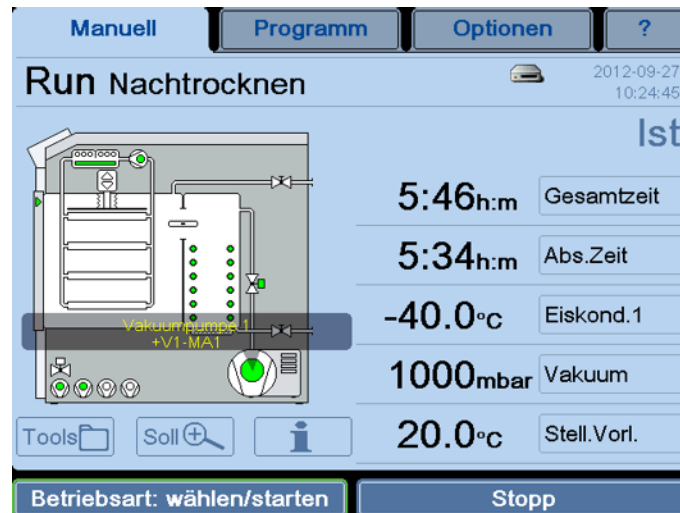 Manuell
Programm
Optionen
?
Run Nachtrocknen
2012-09-27
10:24:45
Ist
5:46h:m Gesamtzeit
5:34h:m Abs.Zeit
-40.0°C Eiskond.1
1000mbar Vakuum
20.0°C Stell.Vorl.
Vakuumpumpe 1
+V1-MA1
Tools
Soll
i
Betriebsart: wählen/starten
Stopp